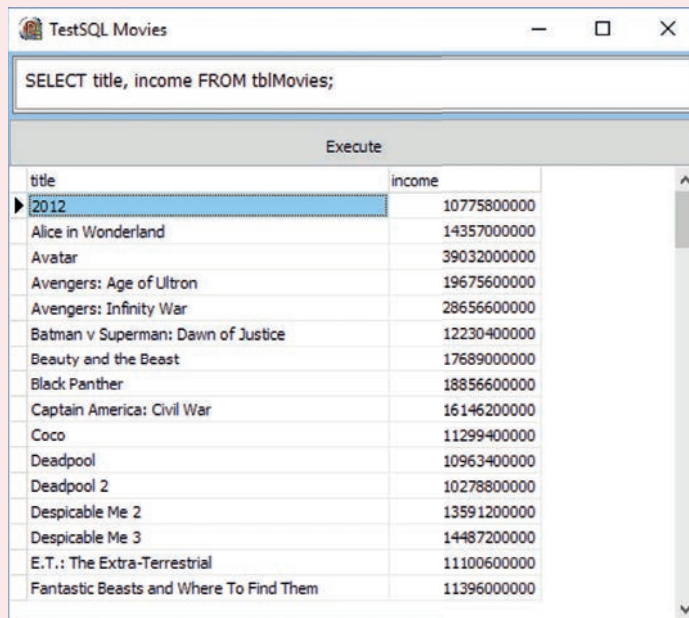 TestSQL Movies
SELECT title, income FROM tblMovies;
Execute
title income
2012 10775800000
Alice in Wonderland 14357000000
Avatar 39032000000
Avengers: Age of Ultron 19675600000
Avengers: Infinity War 28656600000
Batman v Superman: Dawn of Justice 12230400000
Beauty and the Beast 17689000000
Black Panther 18856600000
Captain America: Civil War 16146200000
Coco 11299400000
Deadpool 10963400000
Deadpool 2 10278800000
Despicable Me 2 13591200000
Despicable Me 3 14487200000
E.T.: The Extra-Terrestrial 11100600000
Fantastic Beasts and Where To Find Them 11396000000